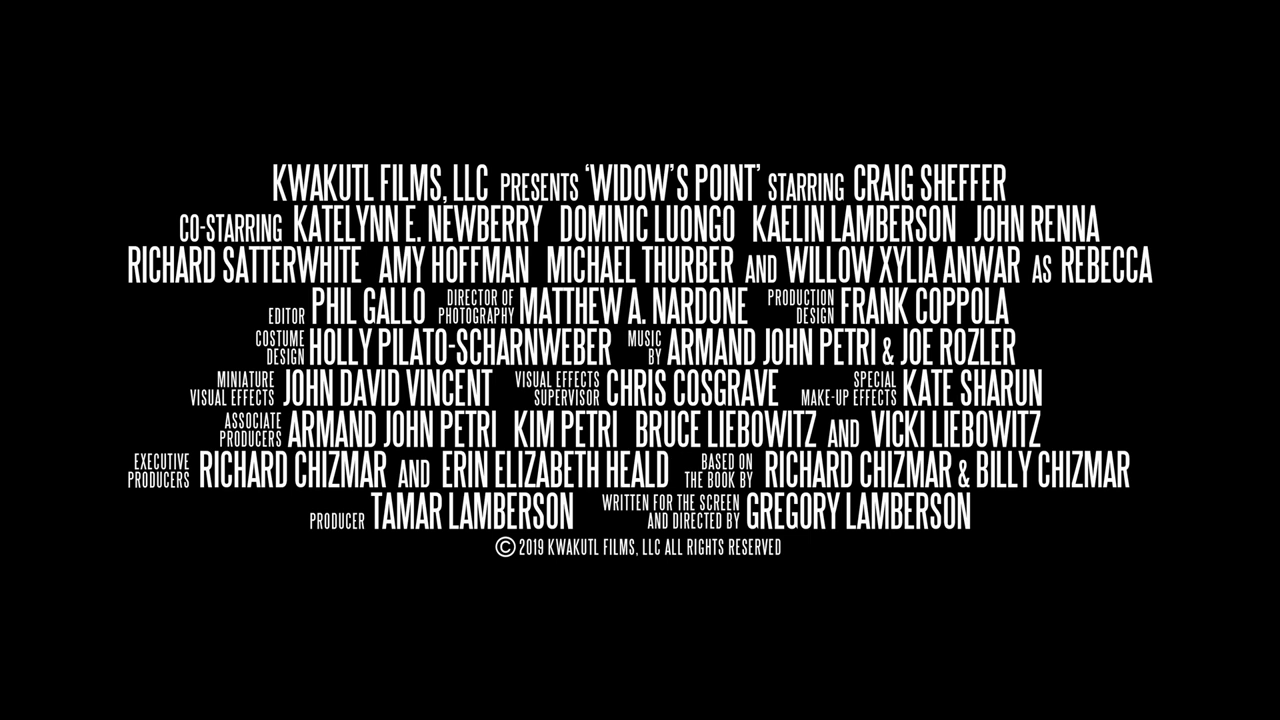 KWAKUTL FILMS, LLC PRESENTS ‘WIDOW’S POINT’ STARRING CRAIG SHEFFER
CO-STARRING KATELYNN E. NEWBERRY DOMINIC LUONGO KAELIN LAMBERSON JOHN RENNA
RICHARD SATTERWHITE AMY HOFFMAN MICHAEL THURBER AND WILLOW XYLIA ANWAR AS REBECCA
EDITOR PHIL GALLO DIRECTOR OF PHOTOGRAPHY MATTHEW A. NARDONE PRODUCTION DESIGN FRANK COPPOLA
COSTUME DESIGN HOLLY PILATO-SCHARNWEBER MUSIC BY ARMAND JOHN PETRI & JOE ROZLER
MINIATURE VISUAL EFFECTS JOHN DAVID VINCENT VISUAL EFFECTS SUPERVISOR CHRIS COSGRAVE SPECIAL MAKE-UP EFFECTS KATE SHARUN
ASSOCIATE PRODUCERS ARMAND JOHN PETRI KIM PETRI BRUCE LIEBOWITZ AND VICKI LIEBOWITZ
EXECUTIVE PRODUCERS RICHARD CHIZMAR AND ERIN ELIZABETH HEALD BASED ON THE BOOK BY RICHARD CHIZMAR & BILLY CHIZMAR
PRODUCER TAMAR LAMBERSON WRITTEN FOR THE SCREEN AND DIRECTED BY GREGORY LAMBERSON
© 2019 KWAKUTL FILMS, LLC ALL RIGHTS RESERVED